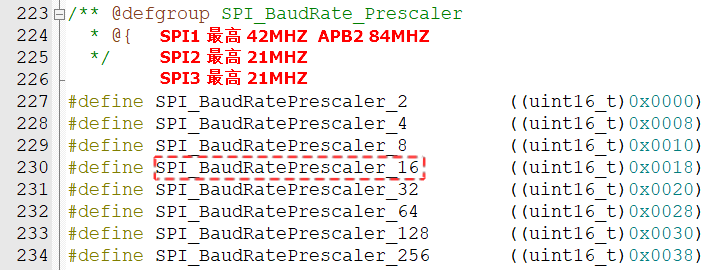 223 /** @defgroup SPI_BaudRate_Prescaler
224 * @{ SPI1 最高 42MHZ APB2 84MHZ
225 */ SPI2 最高 21MHZ
226 SPI3 最高 21MHZ
227 #define SPI_BaudRatePrescaler_2 ((uint16_t)0x0000)
228 #define SPI_BaudRatePrescaler_4 ((uint16_t)0x0008)
229 #define SPI_BaudRatePrescaler_8 ((uint16_t)0x0010)
230 #define SPI_BaudRatePrescaler_16 ((uint16_t)0x0018)
231 #define SPI_BaudRatePrescaler_32 ((uint16_t)0x0020)
232 #define SPI_BaudRatePrescaler_64 ((uint16_t)0x0028)
233 #define SPI_BaudRatePrescaler_128 ((uint16_t)0x0030)
234 #define SPI_BaudRatePrescaler_256 ((uint16_t)0x0038)